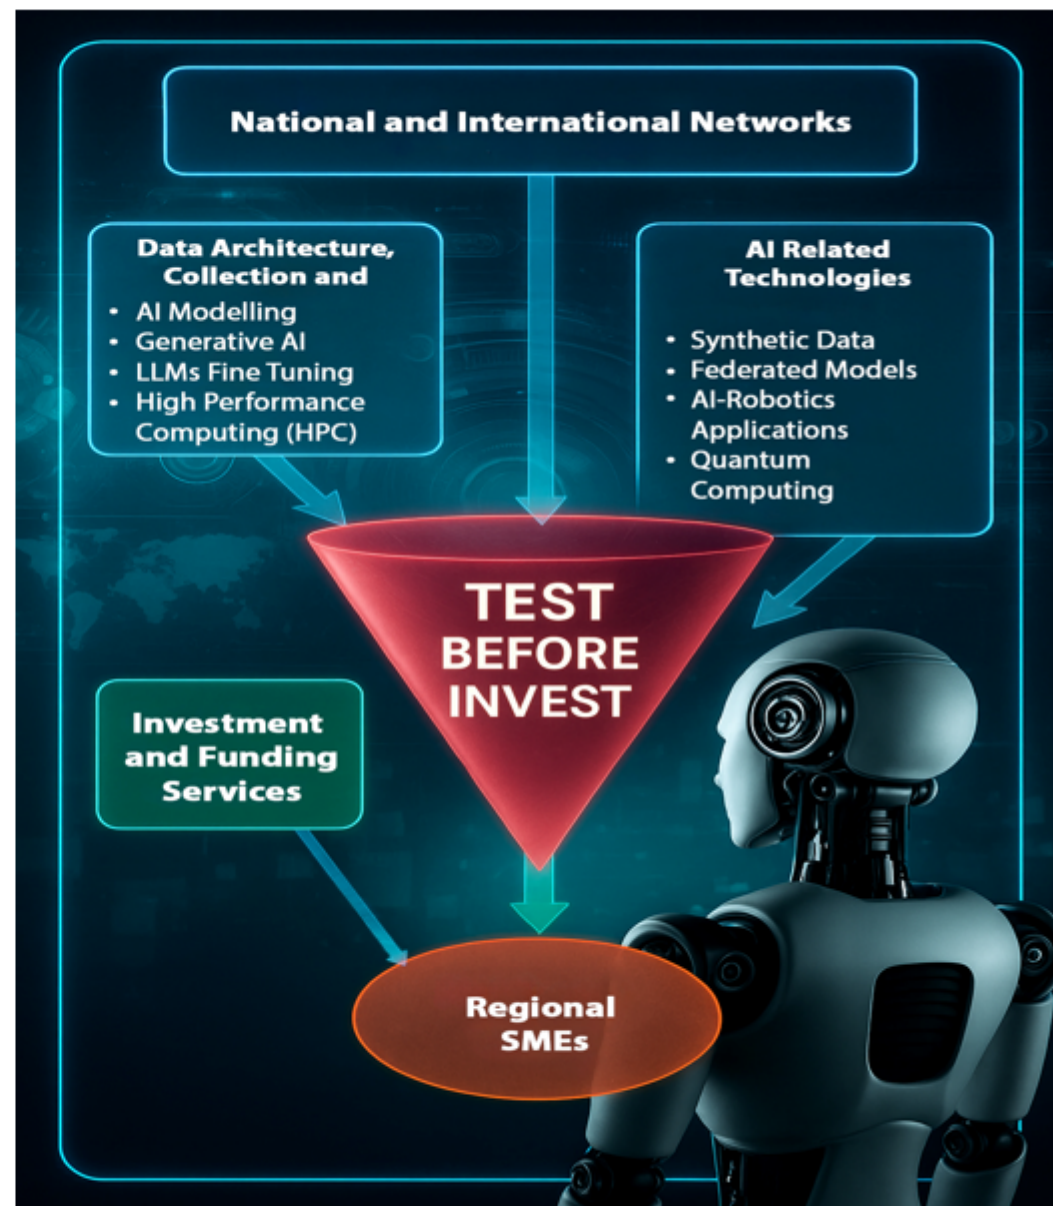 National and International Networks
Data Architecture,
Collection and
• AI Modelling
• Generative AI
• LLMs Fine Tuning
• High Performance
Computing (HPC)
AI Related
Technologies
• Synthetic Data
• Federated Models
• AI-Robotics
Applications
• Quantum
Computing
TEST
BEFORE
INVEST
Investment
and Funding
Services
Regional
SMEs